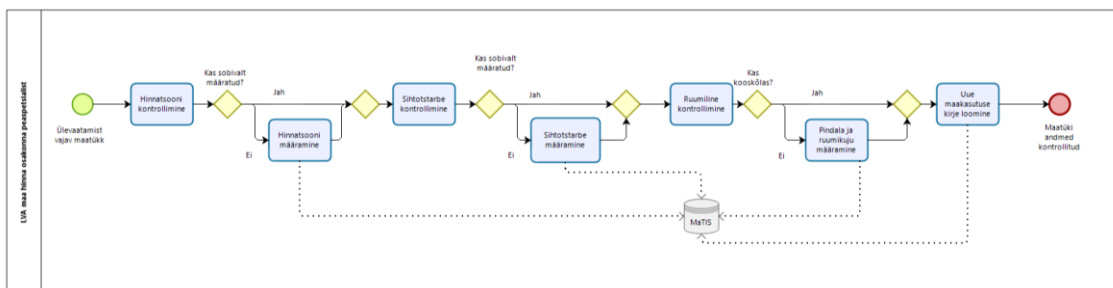 LVA maa hinna osakonna peaspetsialist
Ülevaatamist
vajav maatükk
Hinnatsooni
kontrollimine
Kas sobivalt
määratud?
Jah
Ei
Hinnatsooni
määramine
Sihtotstarbe
kontrollimine
Kas sobivalt
määratud?
Jah
Ei
Sihtotstarbe
määramine
Ruumiline
kontrollimine
Kas
kooskõlas?
Jah
Ei
Pindala ja
ruumikuju
määramine
Uue
maakasutuse
kirje loomine
Maatüki
andmed
kontrollitud
MaTIS